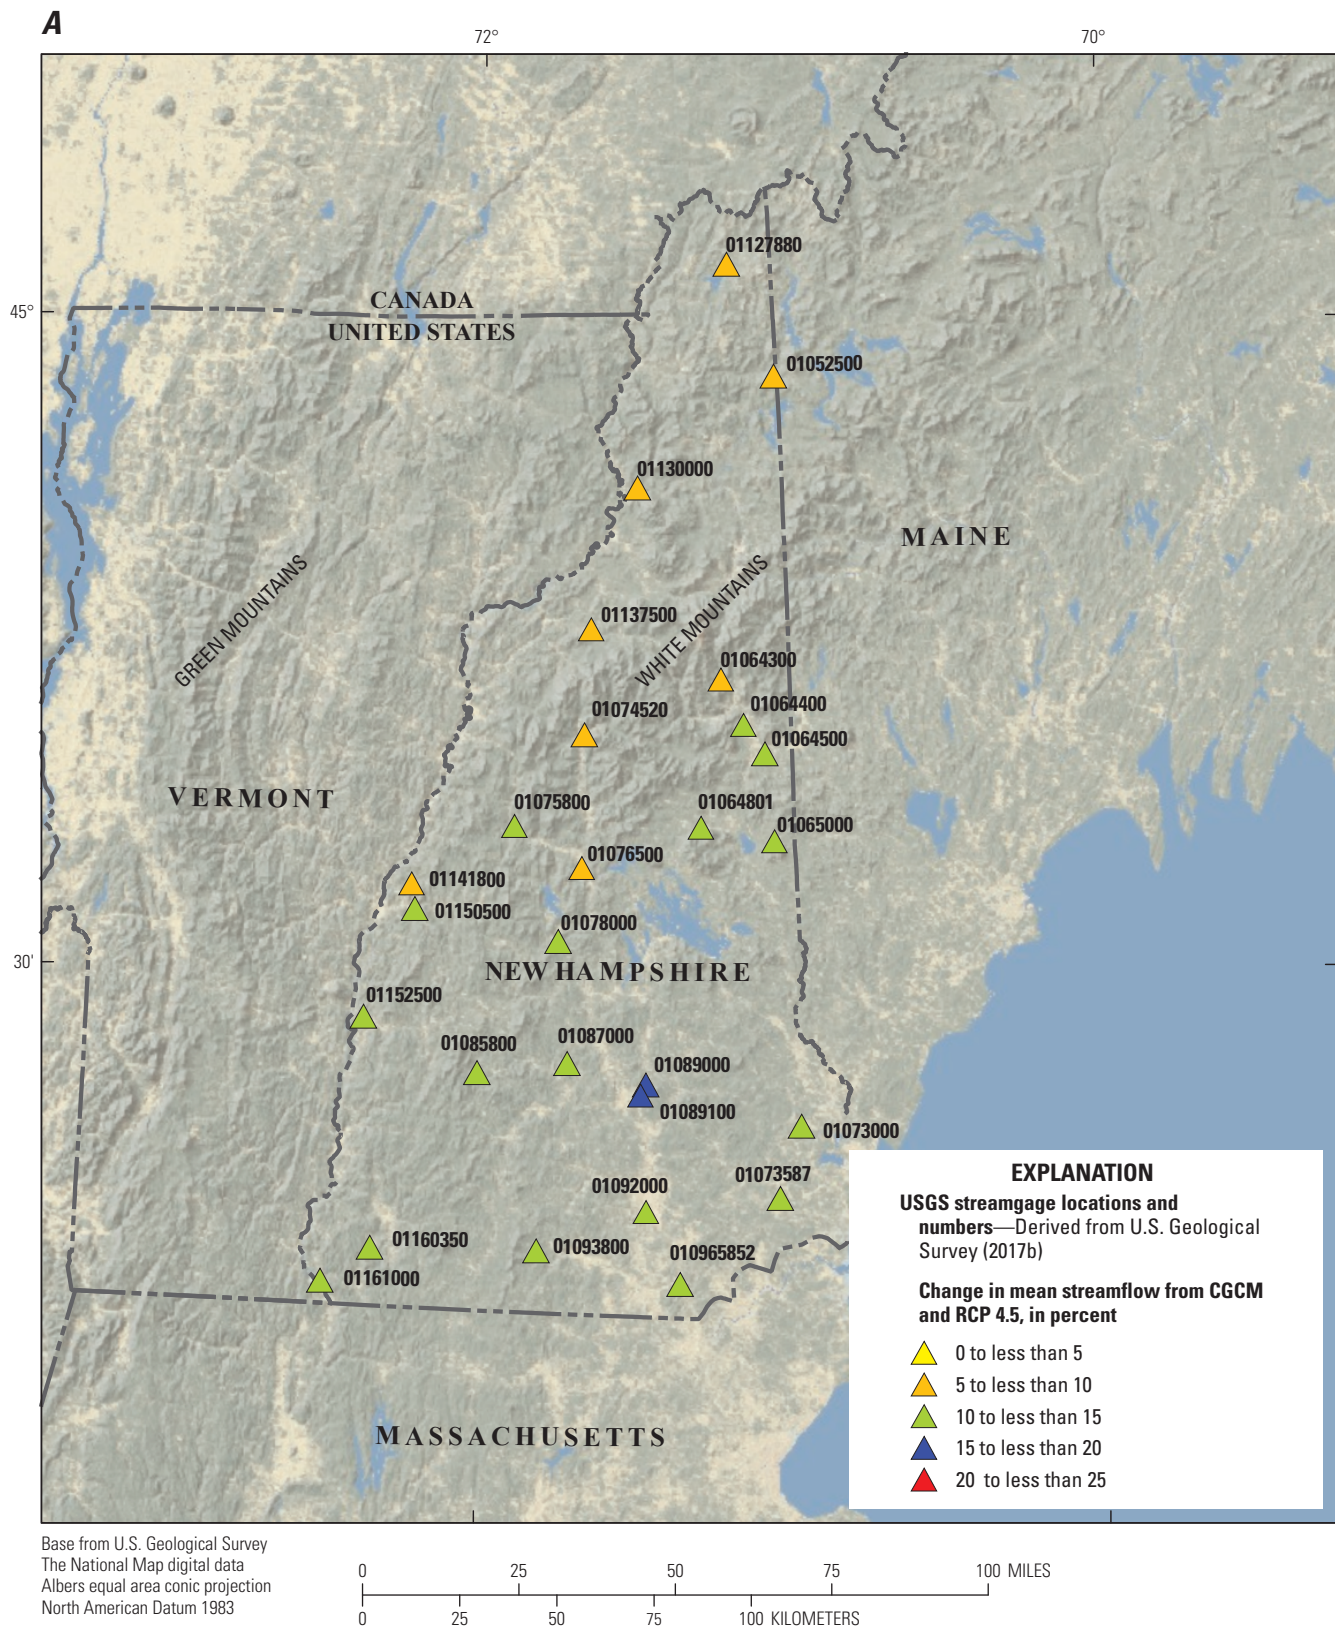 A
72°
70°
01127880
CANADA
45°
UNITED STATES
01052500
01130000
MAINE
GREEN MOUNTAINS
WHITE MOUNTAINS
01137500
01064300
01074520
01064400
01064500
VERMONT
01075800
01064801
01065000
01076500
01141800
01150500
01078000
30'
NEW HAMPSHIRE
01152500
01085800
01087000
01089000
01089100
01073000
01073587
01092000
01160350
01093800
010965852
01161000
EXPLANATION
USGS streamgage locations and
numbers—Derived from U.S. Geological
Survey (2017b)
Change in mean streamflow from CGCM
and RCP 4.5, in percent
0 to less than 5
5 to less than 10
10 to less than 15
15 to less than 20
20 to less than 25
MASSACHUSETTS
Base from U.S. Geological Survey
The National Map digital data
Albers equal area conic projection
North American Datum 1983
0 25 50 75 100 MILES
0 25 50 75 100 KILOMETERS